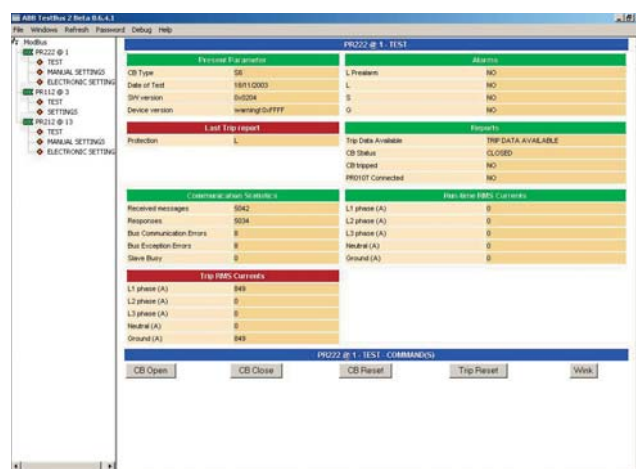 ABB TestBus 2 Beta 0.6.4.1
File Windows Refresh Password Debug Help
Modbus
PR222 @ 1
TEST
MANUAL SETTINGS
ELECTRONIC SETTING
PR112 @ 3
TEST
SETTINGS
PR212 @ 13
TEST
MANUAL SETTINGS
ELECTRONIC SETTING
PR222 @ 1 - TEST
Present Parameter
CB Type S6
Date of Test 18/11/2003
SW version 0x0204
Device version warning! 0xFFFF
Alarms
L Prealarm NO
L NO
S NO
G NO
Last Trip report
Protection L
Reports
Trip Data Available TRIP DATA AVAILABLE
CB Status CLOSED
CB tripped NO
PR010T Connected NO
Communication Statistics
Received messages 5042
Responses 5034
Bus Communication Errors 8
Bus Exception Errors 8
Slave Busy 0
Run-time RMS Currents
L1 phase (A) 0
L2 phase (A) 0
L3 phase (A) 0
Neutral (A) 0
Ground (A) 0
Trip RMS Currents
L1 phase (A) 849
L2 phase (A) 0
L3 phase (A) 0
Neutral (A) 0
Ground (A) 849
PR222 @ 1 - TEST - COMMAND(S)
CB Open CB Close CB Reset Trip Reset Wink